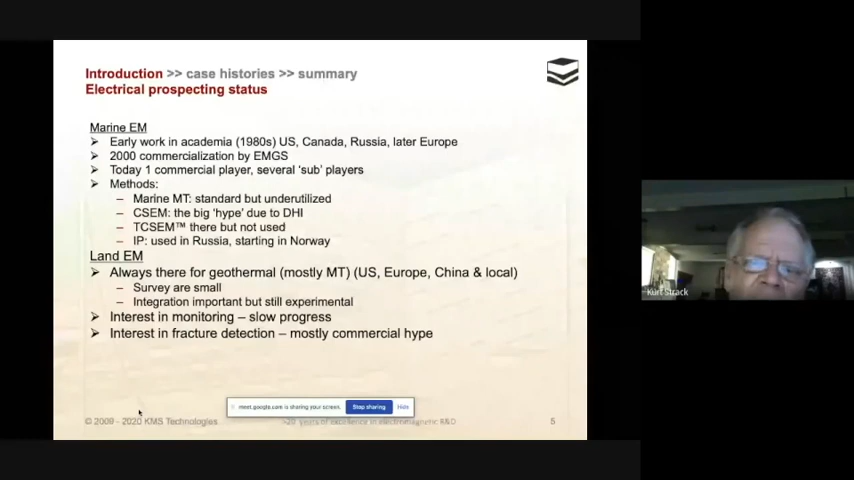 Introduction >> case histories >> summary
Electrical prospecting status
Marine EM
➢ Early work in academia (1980s) US, Canada, Russia, later Europe
➢ 2000 commercialization by EMGS
➢ Today 1 commercial player, several ‘sub’ players
➢ Methods:
– Marine MT: standard but underutilized
– CSEM: the big ‘hype’ due to DHI
– TCSEM™ there but not used
– IP: used in Russia, starting in Norway
Land EM
➢ Always there for geothermal (mostly MT) (US, Europe, China & local)
– Survey are small
– Integration important but still experimental
➢ Interest in monitoring – slow progress
➢ Interest in fracture detection – mostly commercial hype
meet.google.com is sharing your screen. Stop sharing Hide
© 2009 - 2020 KMS Technologies >20 years of excellence in electromagnetic R&D 5
Kurt Strack